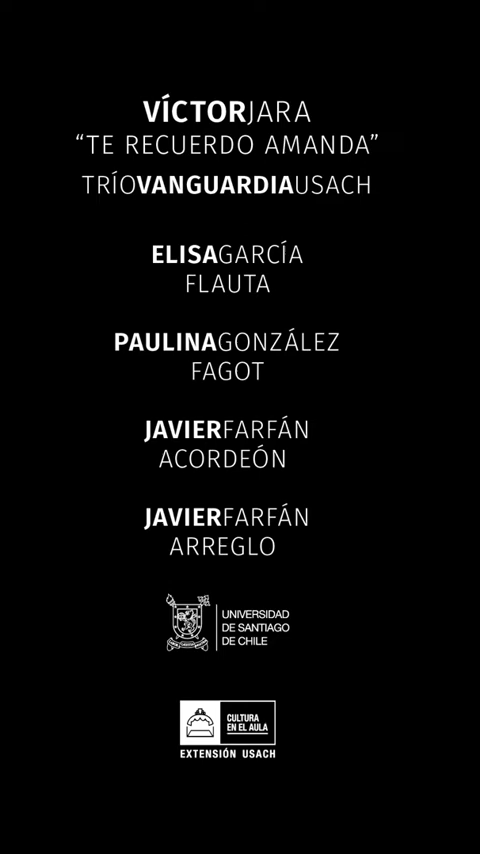 VÍCTORJARA
“TE RECUERDO AMANDA”
TRÍOVANGUARDIAUSACH
ELISAGARCÍA
FLAUTA
PAULINAGONZÁLEZ
FAGOT
JAVIERFARFÁN
ACORDEÓN
JAVIERFARFÁN
ARREGLO
UNIVERSIDAD
DE SANTIAGO
DE CHILE
CULTURA
EN EL AULA
EXTENSIÓN USACH